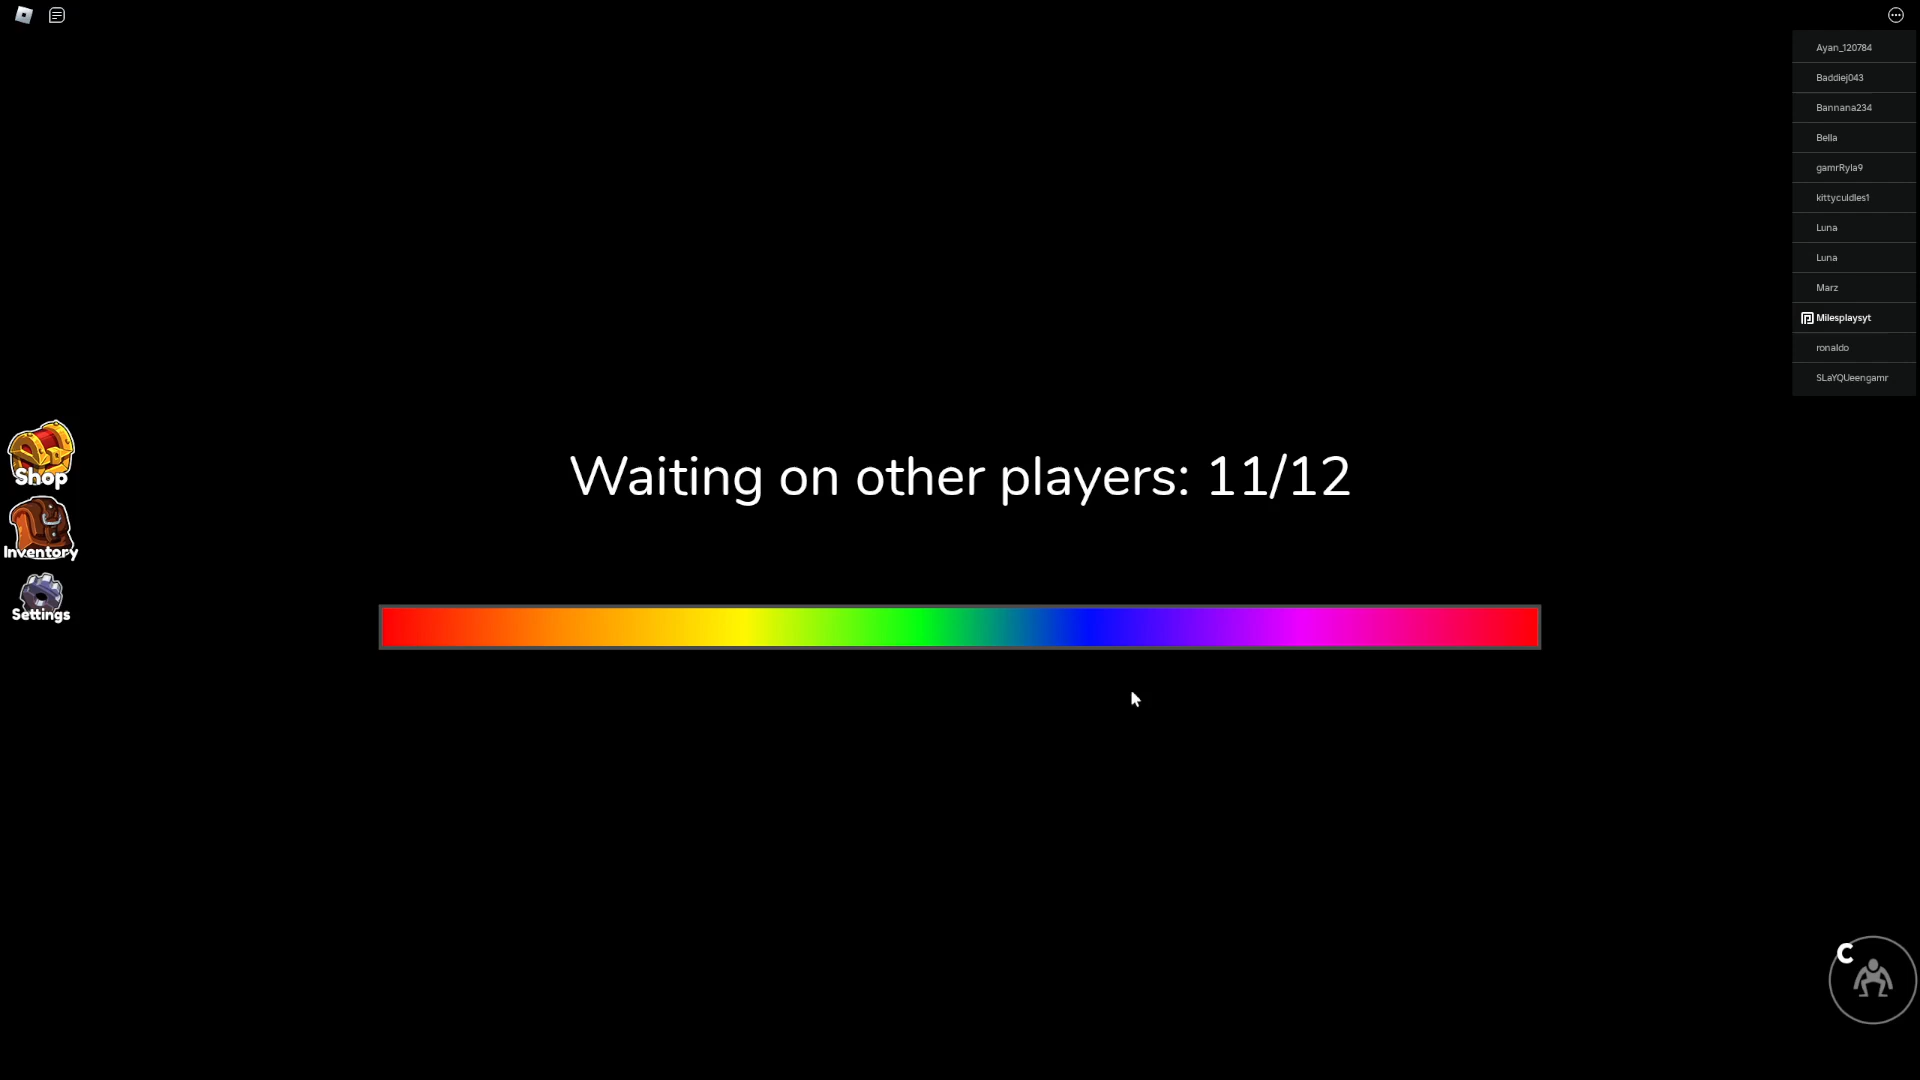 Ayan_120784
Baddiej043
Bannana234
Bella
gamrRyla9
kittyculdles1
Luna
Luna
Marz
Milesplaysyt
ronaldo
SLaYQUeengamr
Waiting on other players: 11/12
Shop
Inventory
Settings
C